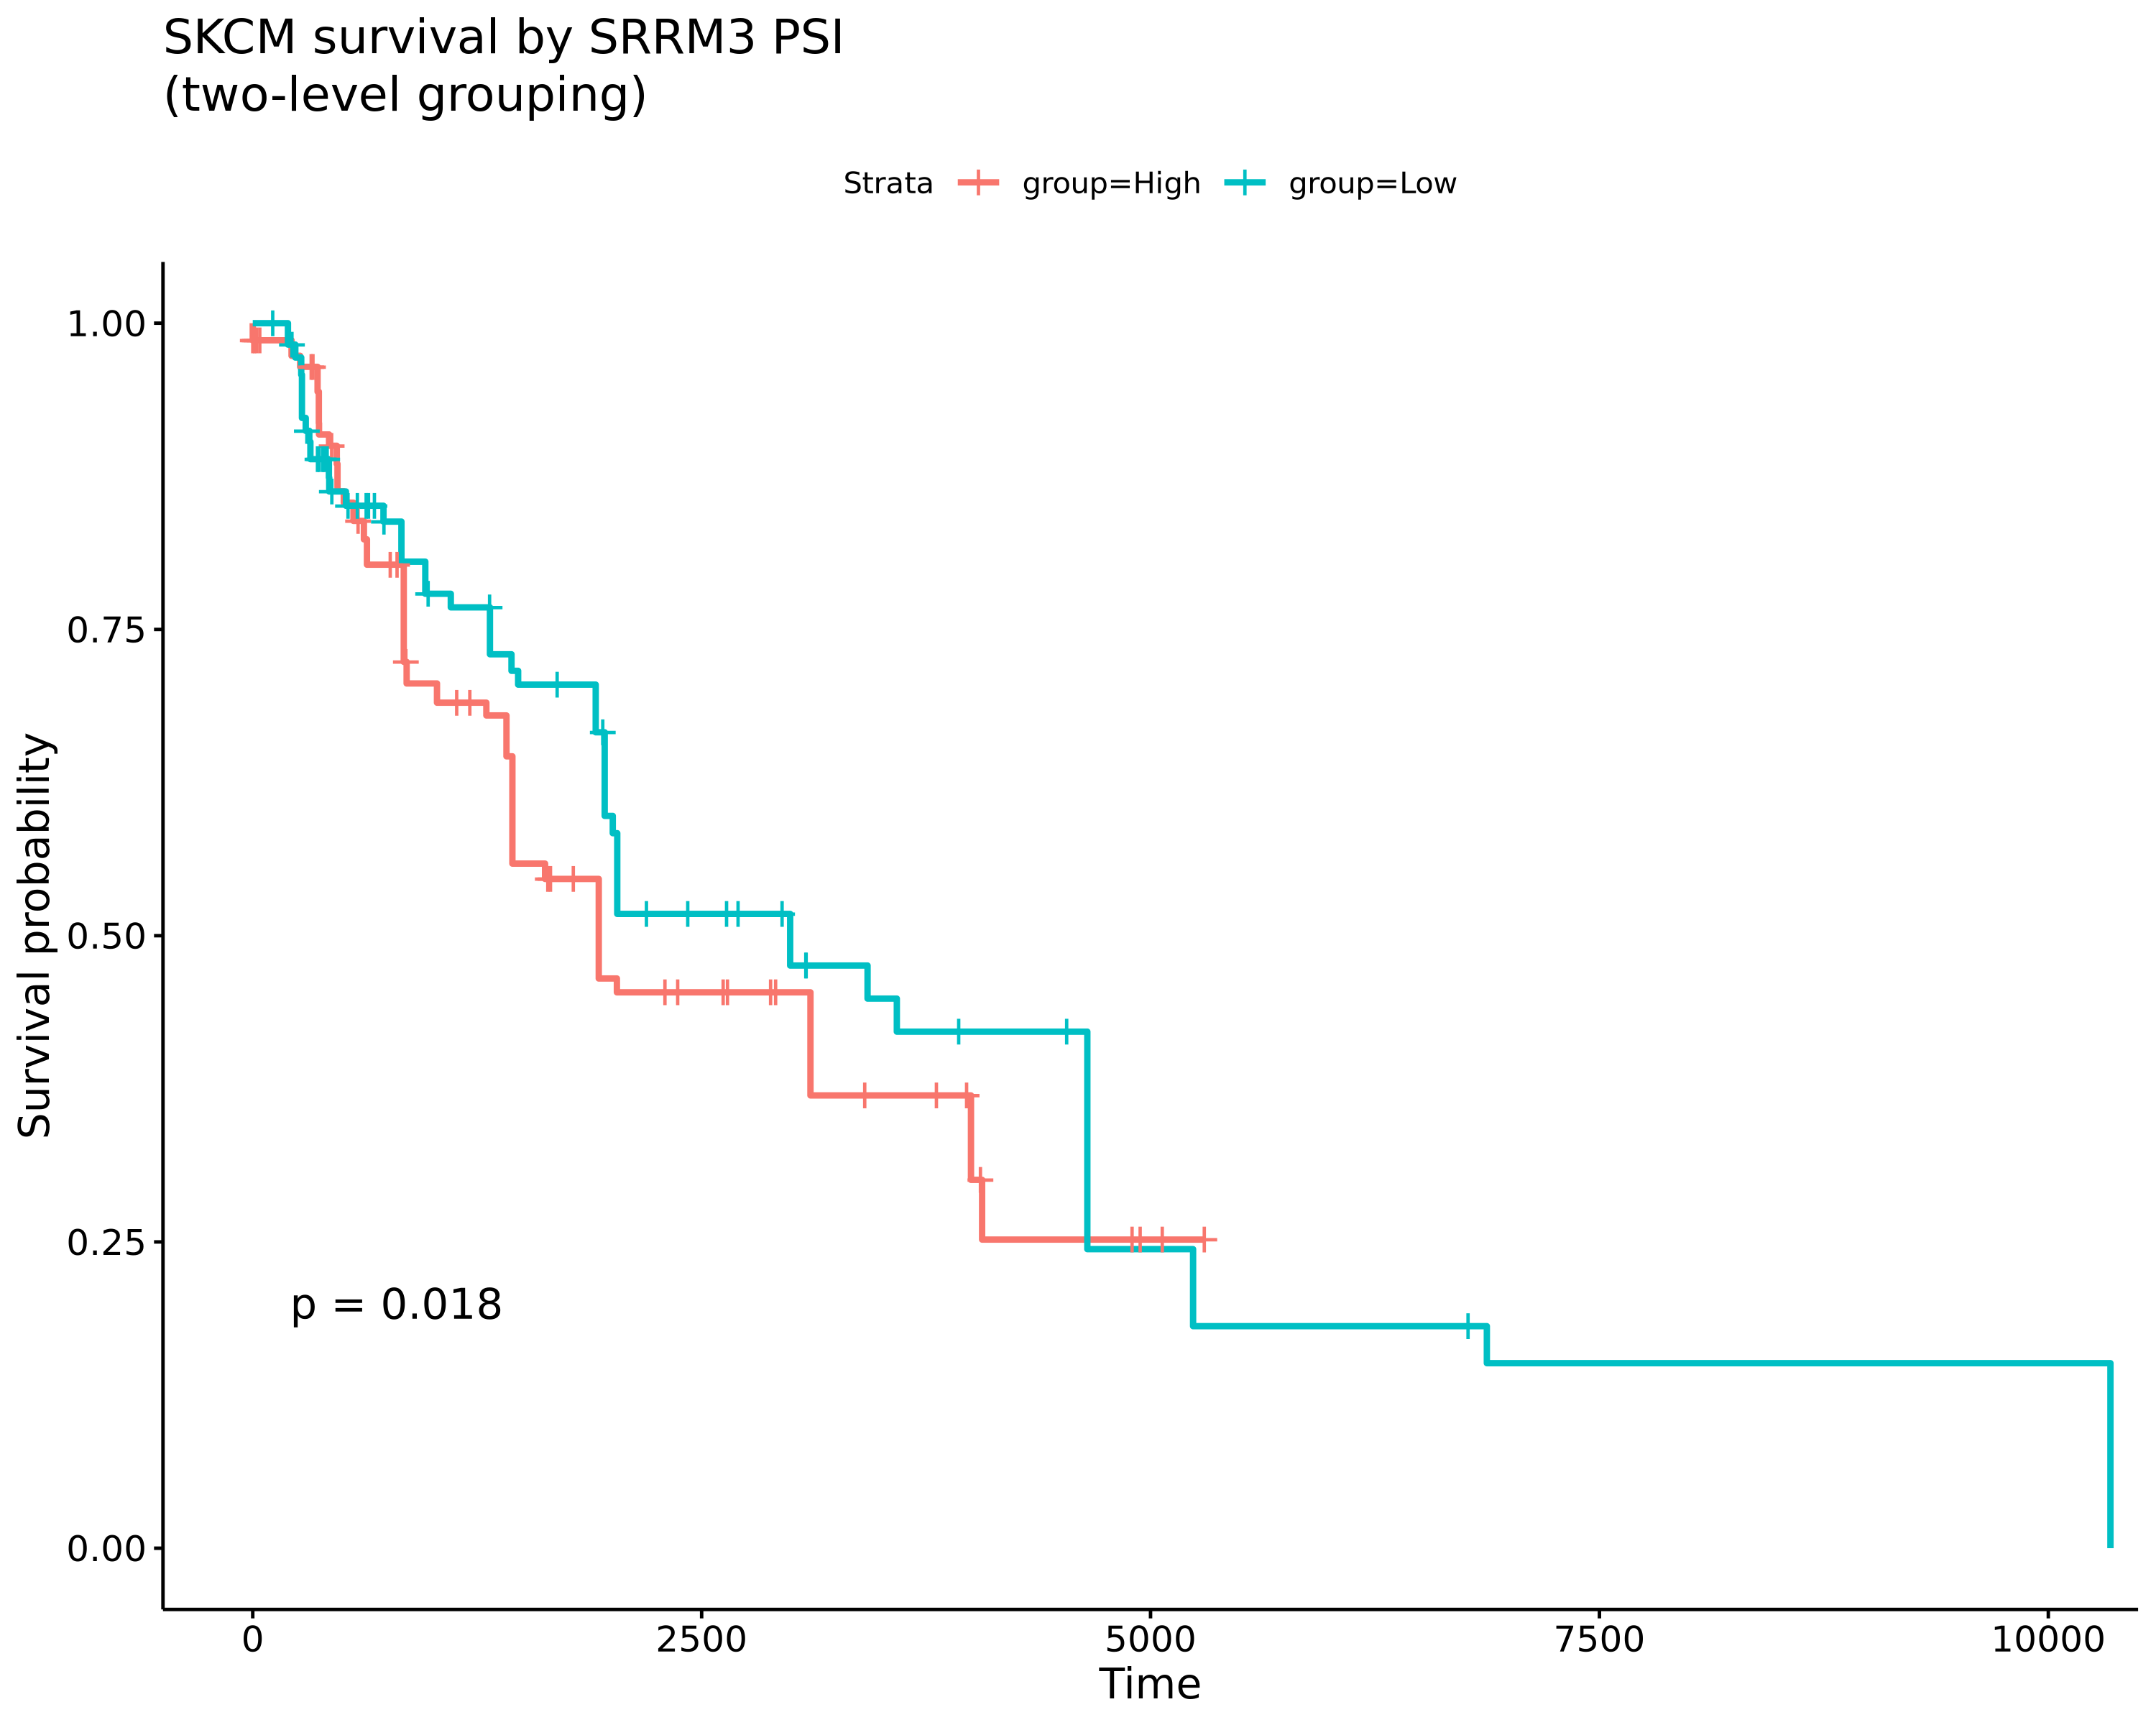 SKCM survival by SRRM3 PSI
(two-level grouping)
Strata group=High group=Low
1.00
0.75
0.50
0.25
0.00
Survival probability
p = 0.018
0 2500 5000 7500 10000
Time